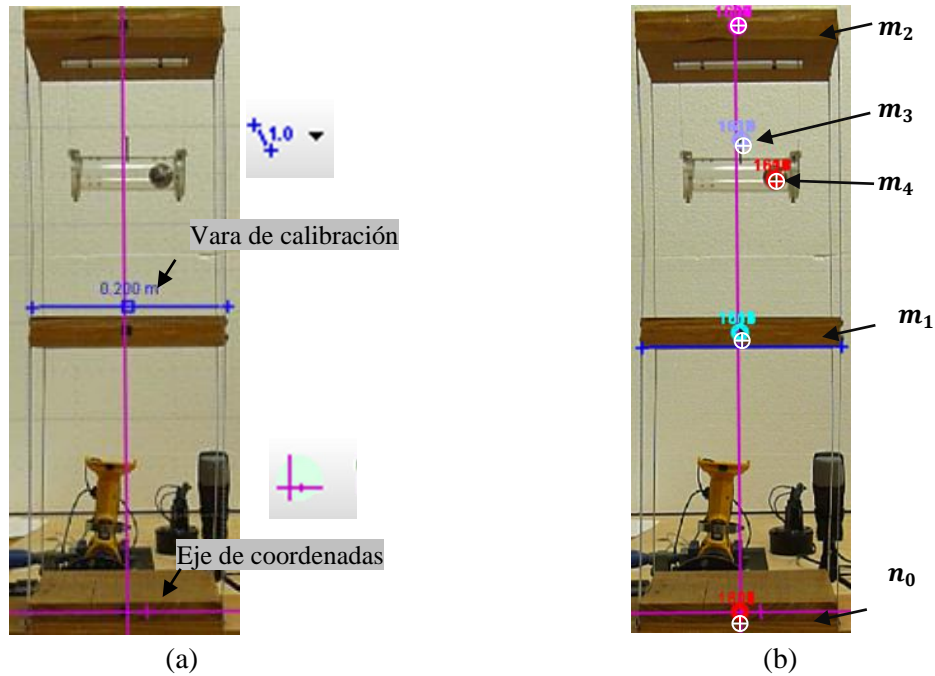 1.0
Vara de calibración
0.200 m
Eje de coordenadas
(a)
m₂
m₃
m₄
m₁
n₀
(b)